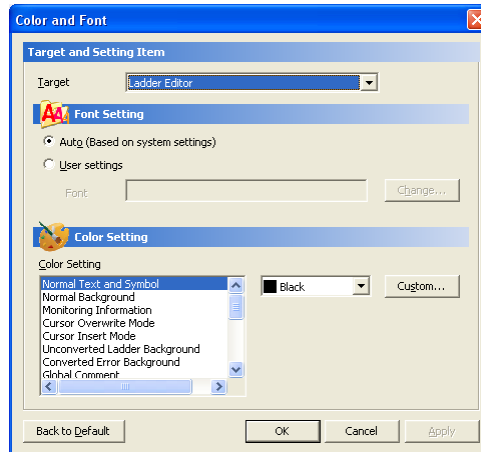 Color and Font
Target and Setting Item
Target
Ladder Editor
Font Setting
Auto (Based on system settings)
User settings
Font
Change...
Color Setting
Color Setting
Normal Text and Symbol
Black
Custom...
Normal Background
Monitoring Information
Cursor Overwrite Mode
Cursor Insert Mode
Unconverted Ladder Background
Converted Error Background
Global Comment
Back to Default
OK
Cancel
Apply